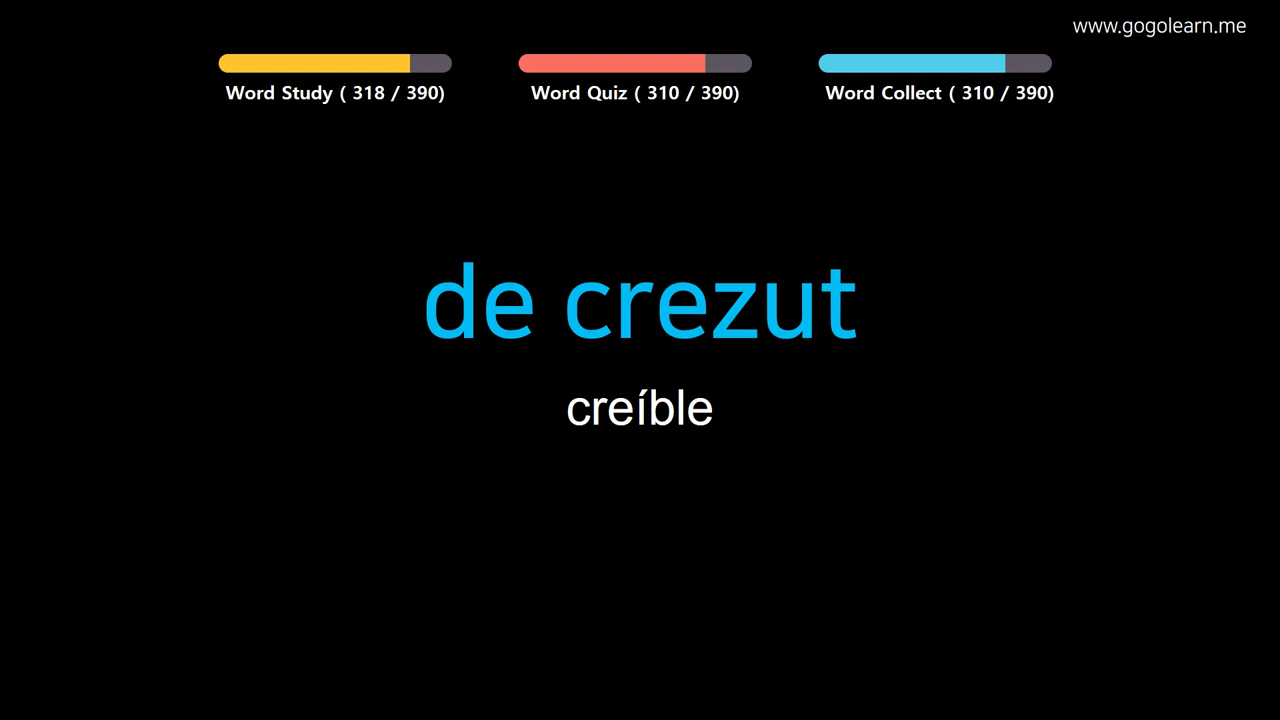 www.gogolearn.me
Word Study ( 318 / 390)
Word Quiz ( 310 / 390)
Word Collect ( 310 / 390)
de crezut
creíble